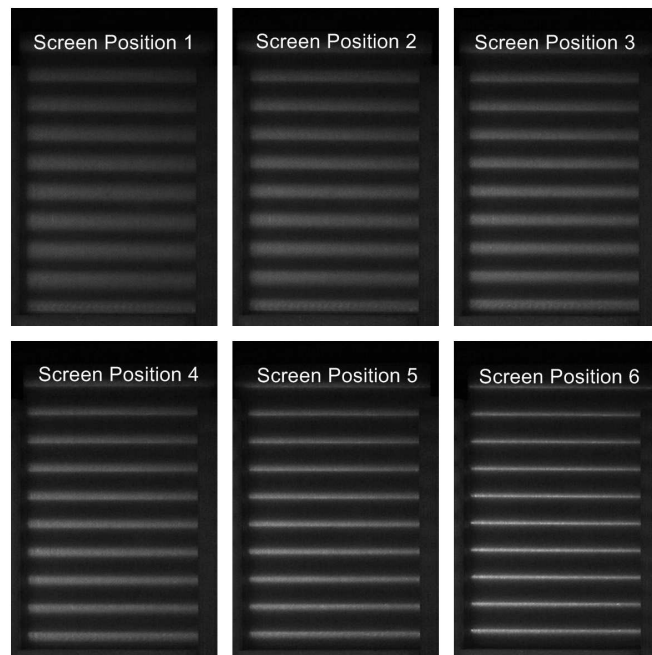 Screen Position 1
Screen Position 2
Screen Position 3
Screen Position 4
Screen Position 5
Screen Position 6